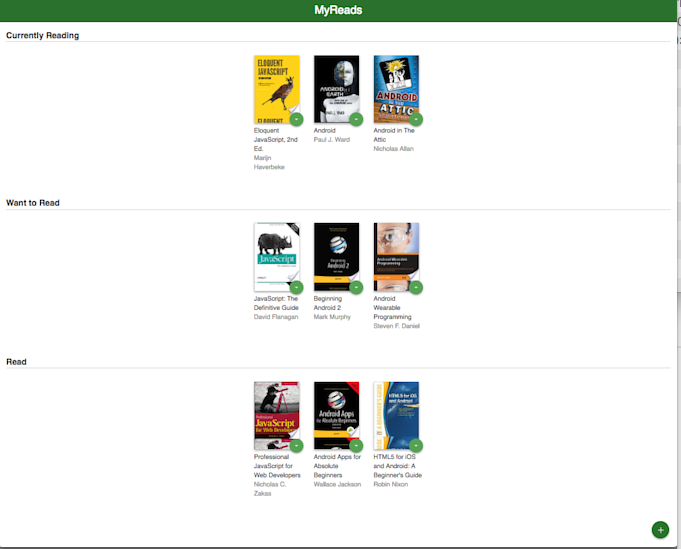 MyReads
Currently Reading
ELOQUENT
JAVASCRIPT
ELOQUENT
ANDROID
EARTH
ANDROID
ATTIC
Eloquent
JavaScript, 2nd
Ed.
Marijn
Haverbeke
Android
Paul J. Ward
Android in The
Attic
Nicholas Allan
Want to Read
JavaScript
Beginning
Android 2
Android Wearable
Programming
JavaScript: The
Definitive Guide
David Flanagan
Beginning
Android 2
Mark Murphy
Android
Wearable
Programming
Steven F. Daniel
Read
Professional
JavaScript
for Web Developers
Android Apps
for Absolute
Beginners
HTML5 for iOS
and Android
Professional
JavaScript for
Web Developers
Nicholas C.
Zakas
Android Apps for
Absolute
Beginners
Wallace Jackson
HTML5 for iOS
and Android: A
Beginner's Guide
Robin Nixon
+